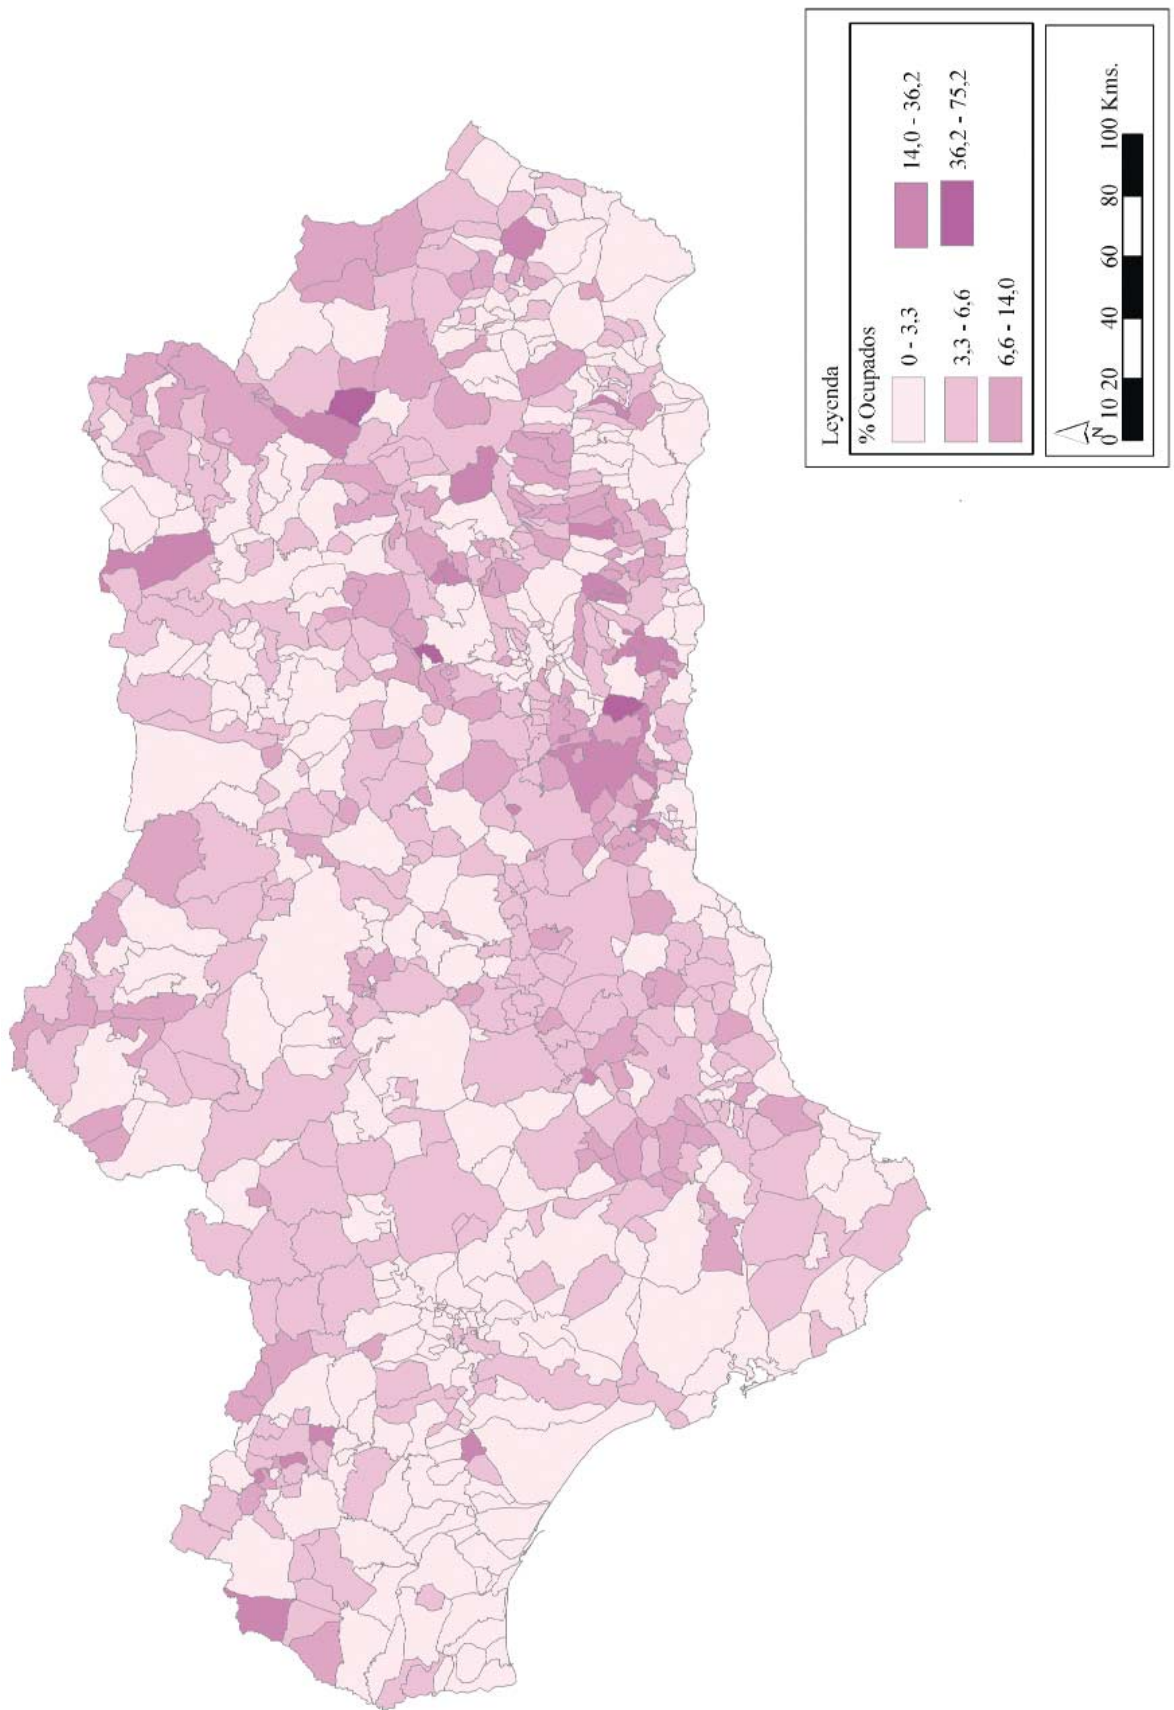 Leyenda
% Ocupados
0 - 3,3
3,3 - 6,6
6,6 - 14,0
14,0 - 36,2
36,2 - 75,2
N
0 10 20 40 60 80 100 Kms.